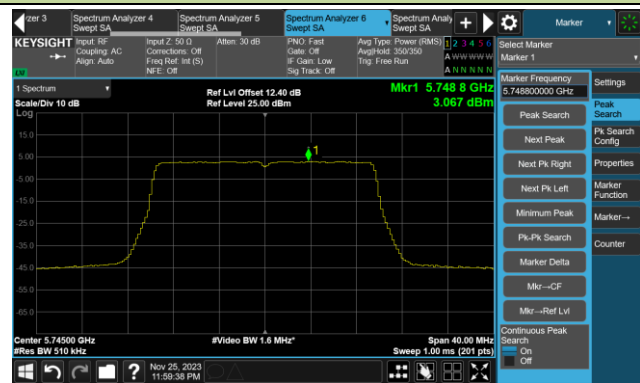 zer 3
Spectrum Analyzer 4
Swept SA
Spectrum Analyzer 5
Swept SA
Spectrum Analyzer 6
Swept SA
Spectrum Analy
Swept SA
Marker
KEYSIGHT
Input: RF
Coupling: AC
Align: Auto
Input Z: 50 Ω
Corrections: Off
Freq Ref: Int (S)
NFE: Off
Atten: 30 dB
PNO: Fast
Gate: Off
IF Gain: Low
Sig Track: Off
Avg Type: Power (RMS)
Avg|Hold: 350/350
Trig: Free Run
1 2 3 4 5 6
A W W W W W
A N N N N N
LXI
Select Marker
Marker 1
1 Spectrum
Scale/Div 10 dB
Log
Ref Lvl Offset 12.40 dB
Ref Level 25.00 dBm
Mkr1 5.748 8 GHz
3.067 dBm
15.0
5.00
-5.00
-15.0
-25.0
-35.0
-45.0
-55.0
-65.0
1
Center 5.74500 GHz
#Res BW 510 kHz
#Video BW 1.6 MHz*
Span 40.00 MHz
Sweep 1.00 ms (201 pts)
Marker Frequency
5.748800000 GHz
Peak Search
Next Peak
Next Pk Right
Next Pk Left
Minimum Peak
Pk-Pk Search
Marker Delta
Mkr→CF
Mkr→Ref Lvl
Continuous Peak
Search
On
Off
Settings
Peak
Search
Pk Search
Config
Properties
Marker
Function
Marker→
Counter
Nov 25, 2023
11:59:38 PM